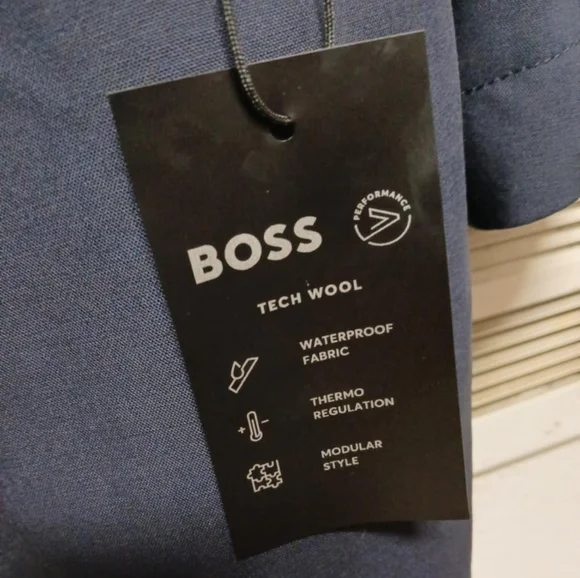 PERFORMANCE
BOSS
TECH WOOL
WATERPROOF
FABRIC
THERMO
REGULATION
MODULAR
STYLE